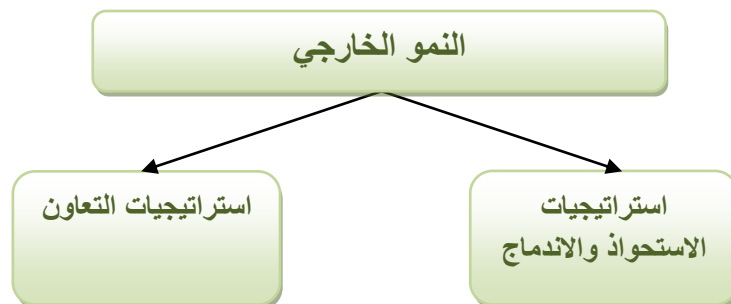 النمو الخارجي
استراتيجيات
الاستحواذ والاندماج
استراتيجيات التعاون